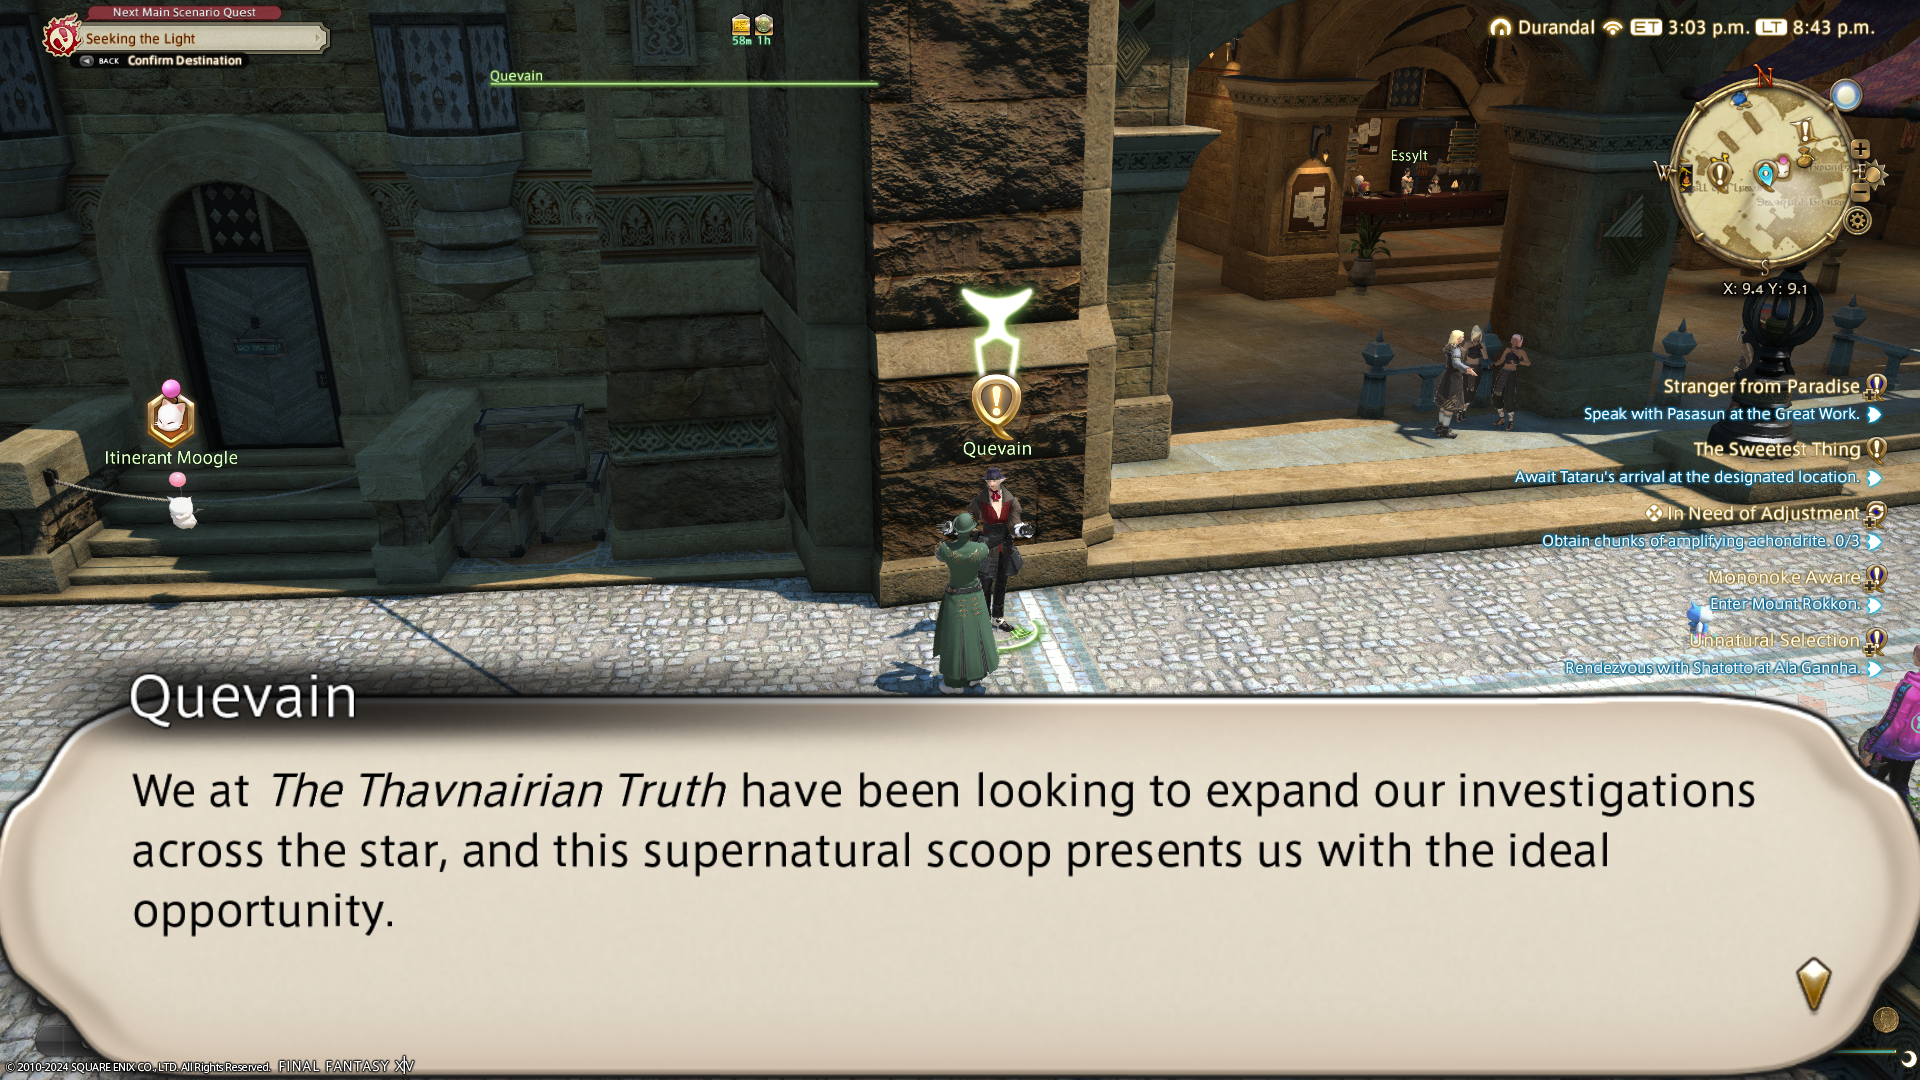 Next Main Scenario Quest
Seeking the Light
BACK Confirm Destination
58m 1h
Quevain
Durandal ET 3:03 p.m. LT 8:43 p.m.
N
W
S
X: 9.4 Y: 9.1
Essylt
Itinerant Moogle
Quevain
Stranger from Paradise
Speak with Pasasun at the Great Work.
The Sweetest Thing
Await Tataru's arrival at the designated location.
In Need of Adjustment
Obtain chunks of amplifying achondrite. 0/3
Mononoke Aware
Enter Mount Rokkon.
Unnatural Selection
Rendezvous with Shatotto at Ala Gannha.
Quevain
We at The Thavnairian Truth have been looking to expand our investigations
across the star, and this supernatural scoop presents us with the ideal
opportunity.
© 2010-2024 SQUARE ENIX CO., LTD. All Rights Reserved. FINAL FANTASY XIV